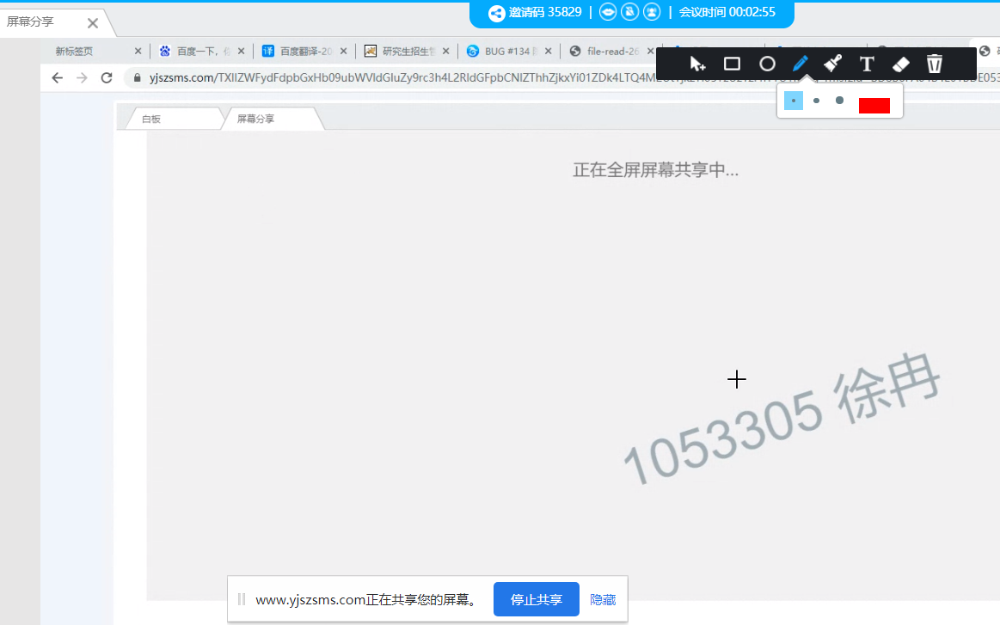 邀请码 35829 | 会议时间 00:02:55
屏幕分享
新标签页
百度一下,
百度翻译-20
研究生招生管
BUG #134
file-read-26
yjszsms.com/
白板
屏幕分享
正在全屏屏幕共享中...
T
1053305 徐冉
www.yjszsms.com正在共享您的屏幕。
停止共享
隐藏